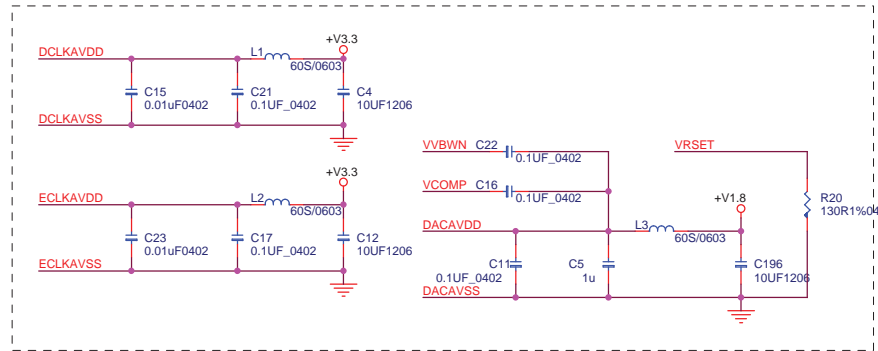 +V3.3
DCLKAVDD
L1
60S/0603
C15
0.01uF0402
C21
0.1UF_0402
C4
10UF1206
DCLKAVSS
+V3.3
ECLKAVDD
L2
60S/0603
C23
0.01uF0402
C17
0.1UF_0402
C12
10UF1206
ECLKAVSS
VVBWN
C22
0.1UF_0402
VRSET
VCOMP
C16
0.1UF_0402
R20
130R1%04
+V1.8
DACAVDD
L3
60S/0603
C11
0.1UF_0402
C5
1u
C196
10UF1206
DACAVSS